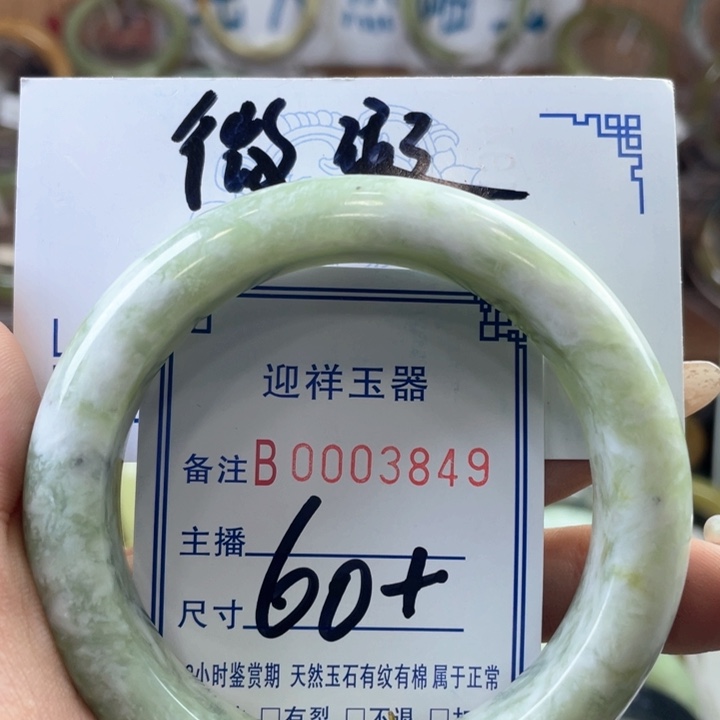 微瑕
迎祥玉器
备注B0003849
主播
尺寸60+
小时鉴赏期 天然玉石有纹有棉属于正常
□有裂 □不退